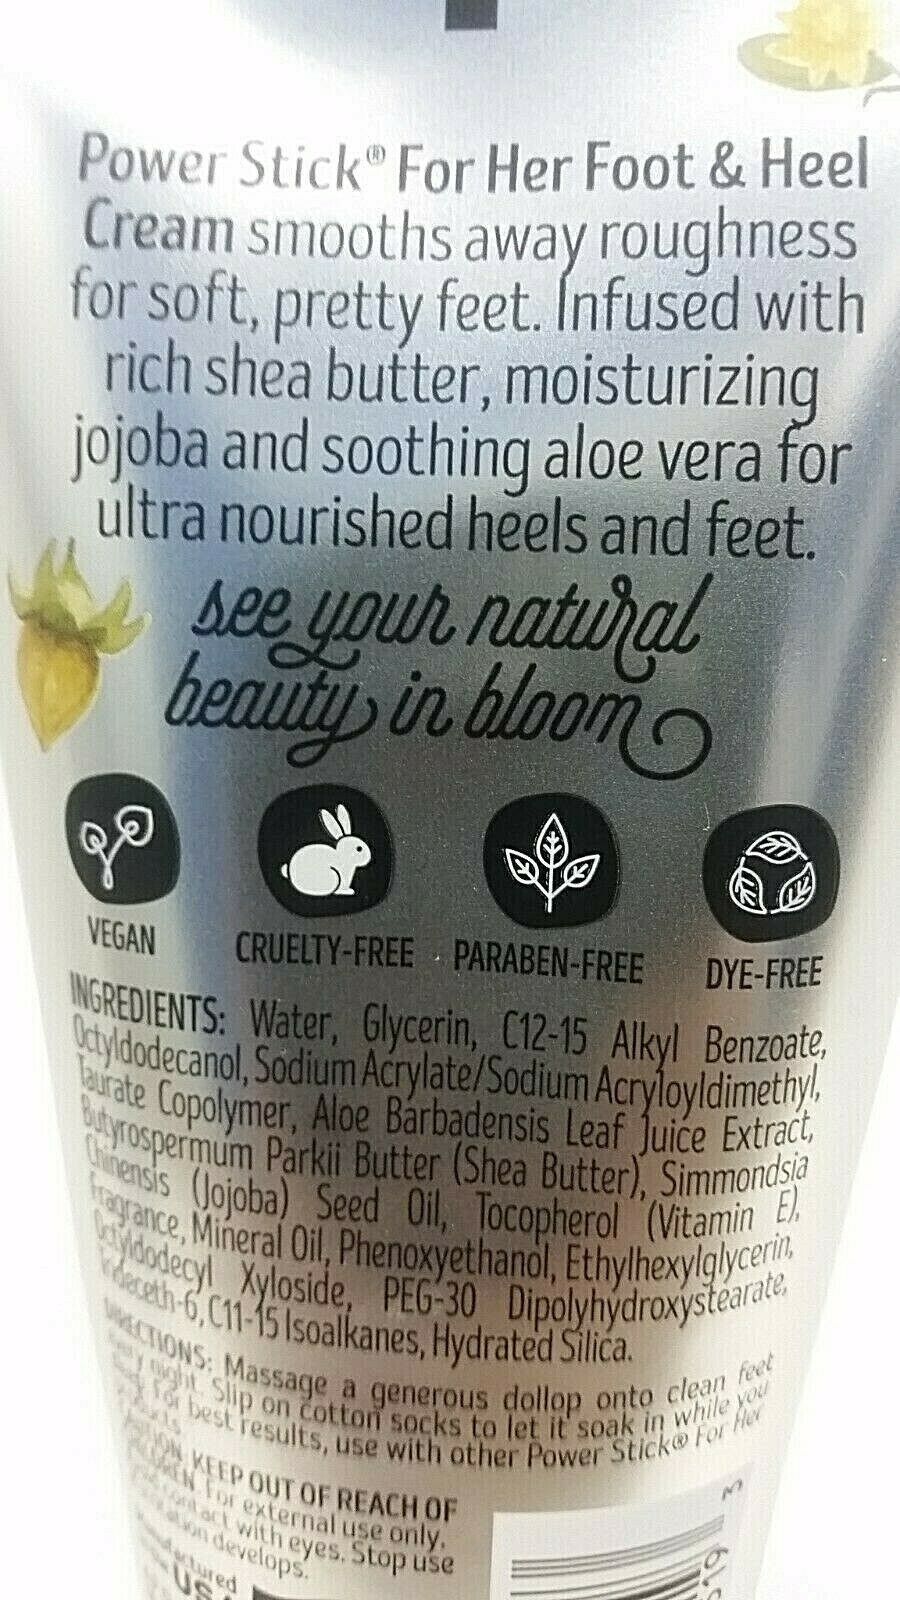 Power Stick® For Her Foot & Heel
Cream smooths away roughness
for soft, pretty feet. Infused with
rich shea butter, moisturizing
jojoba and soothing aloe vera for
ultra nourished heels and feet.
see your natural
beauty in bloom
VEGAN CRUELTY-FREE PARABEN-FREE DYE-FREE
INGREDIENTS: Water, Glycerin, C12-15 Alkyl Benzoate,
Octyldodecanol, Sodium Acrylate/Sodium Acryloyldimethyl,
Taurate Copolymer, Aloe Barbadensis Leaf Juice Extract,
Butyrospermum Parkii Butter (Shea Butter), Simmondsia
Chinensis (Jojoba) Seed Oil, Tocopherol (Vitamin E),
Fragrance, Mineral Oil, Phenoxyethanol, Ethylhexylglycerin,
Octyldodecyl Xyloside, PEG-30 Dipolyhydroxystearate,
Trideceth-6, C11-15 Isoalkanes, Hydrated Silica.
DIRECTIONS: Massage a generous dollop onto clean feet
every night. Slip on cotton socks to let it soak in while you
For best results, use with other Power Stick® For Her
KEEP OUT OF REACH OF
For external use only.
contact with eyes. Stop use
develops.